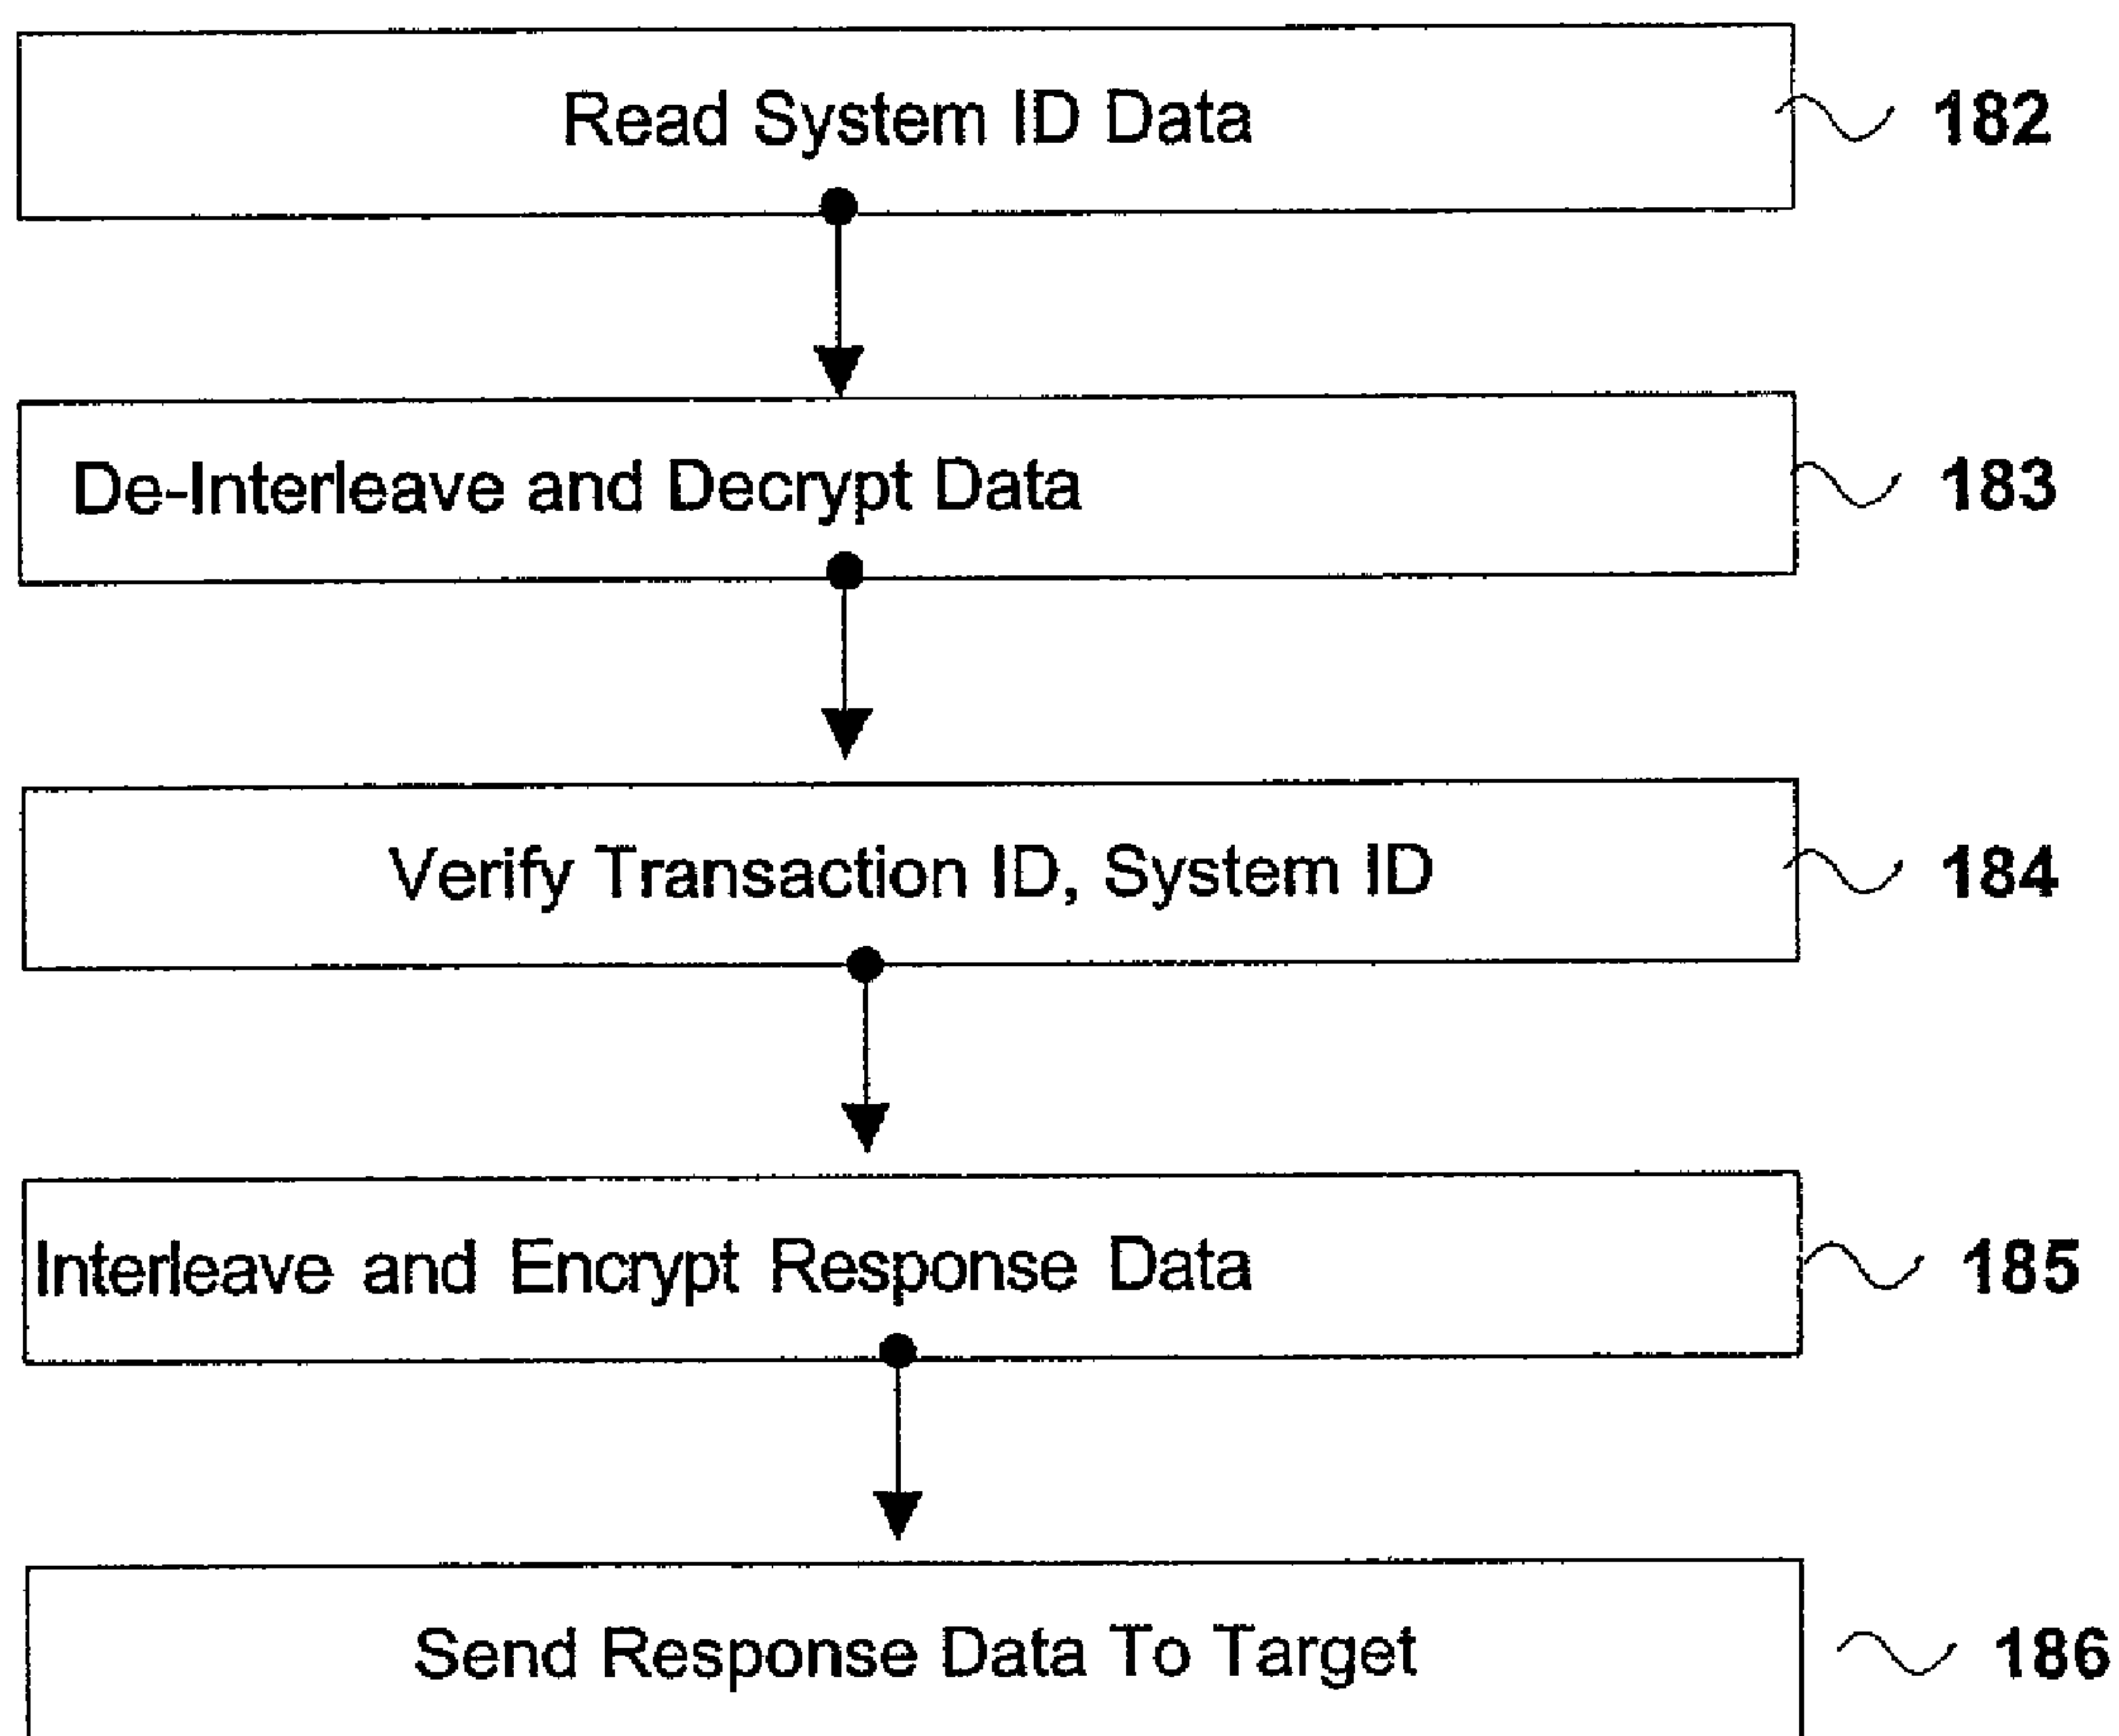 Read System ID Data 182
De-Interleave and Decrypt Data 183
Verify Transaction ID, System ID 184
Interleave and Encrypt Response Data 185
Send Response Data To Target 186